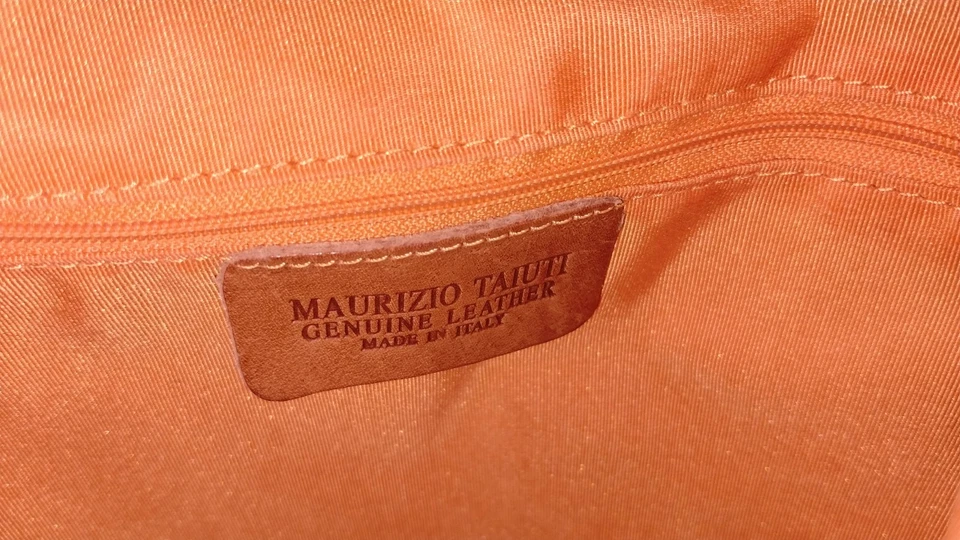 MAURIZIO TAIUTI
GENUINE LEATHER
MADE IN ITALY